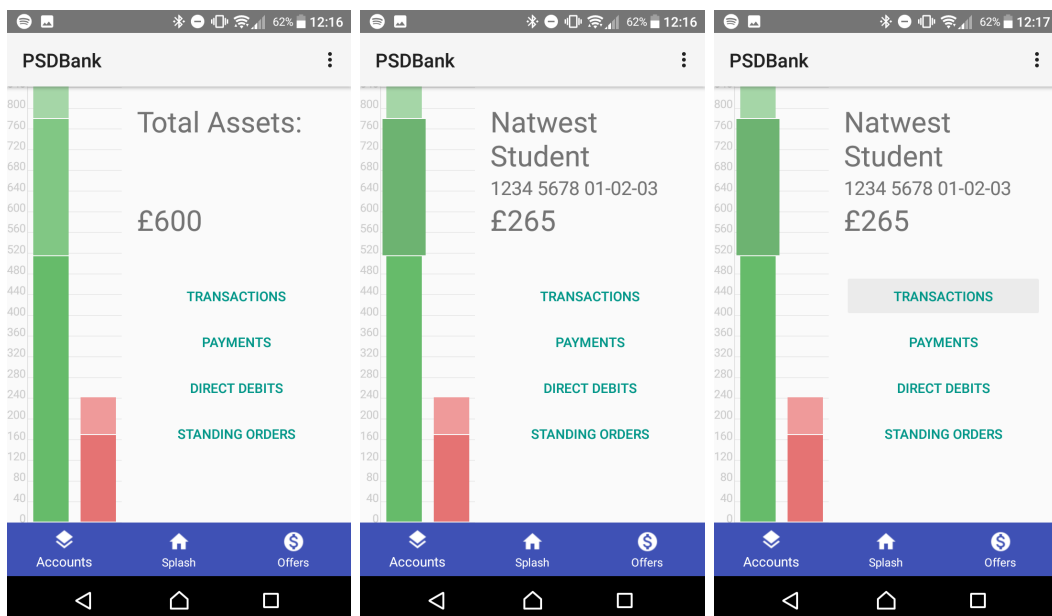 62% 12:16
PSDBank
800
760
720
680
640
600
560
520
480
440
400
360
320
280
240
200
160
120
80
40
0
Total Assets:
£600
TRANSACTIONS
PAYMENTS
DIRECT DEBITS
STANDING ORDERS
Accounts
Splash
Offers
62% 12:16
PSDBank
800
760
720
680
640
600
560
520
480
440
400
360
320
280
240
200
160
120
80
40
0
Natwest
Student
1234 5678 01-02-03
£265
TRANSACTIONS
PAYMENTS
DIRECT DEBITS
STANDING ORDERS
Accounts
Splash
Offers
62% 12:17
PSDBank
800
760
720
680
640
600
560
520
480
440
400
360
320
280
240
200
160
120
80
40
0
Natwest
Student
1234 5678 01-02-03
£265
TRANSACTIONS
PAYMENTS
DIRECT DEBITS
STANDING ORDERS
Accounts
Splash
Offers